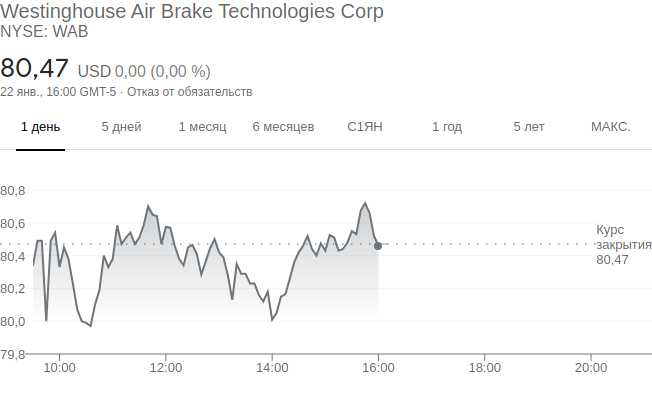 Westinghouse Air Brake Technologies Corp
NYSE: WAB
80,47 USD 0,00 (0,00 %)
22 янв., 16:00 GMT-5 · Отказ от обязательств
1 день 5 дней 1 месяц 6 месяцев С1ЯН 1 год 5 лет МАКС.
80,8
80,6
80,4
80,2
80,0
79,8
Курс
закрытия
80,47
10:00 12:00 14:00 16:00 18:00 20:00